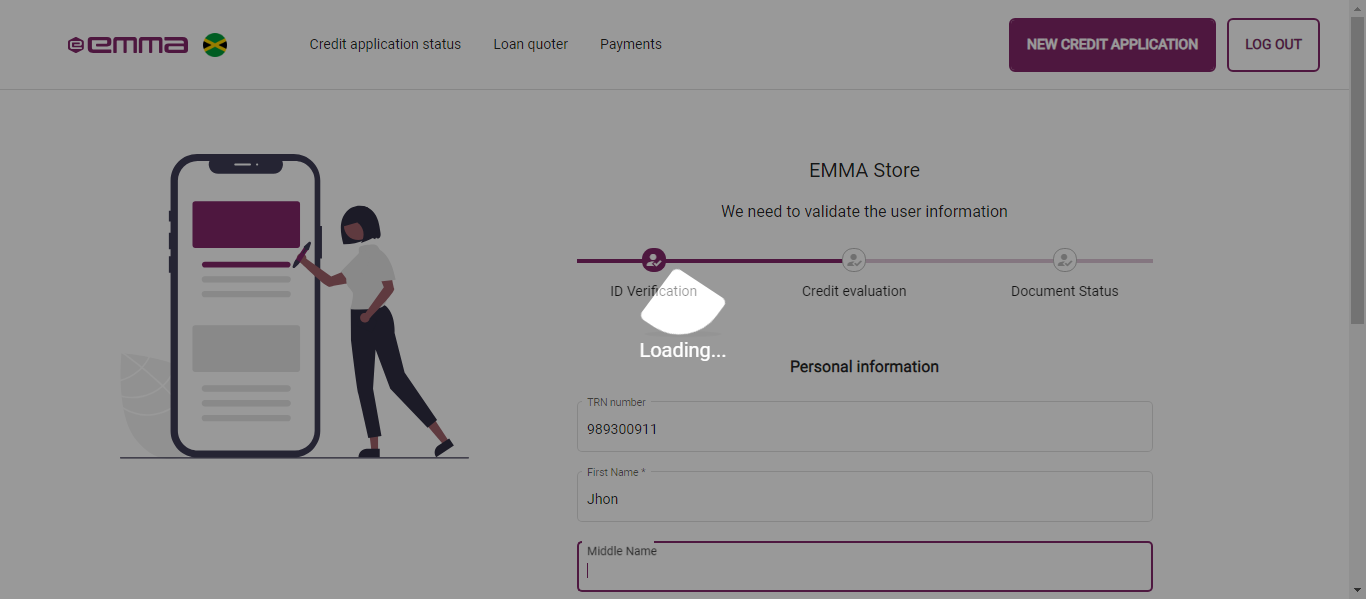 emma
Credit application status
Loan quoter
Payments
NEW CREDIT APPLICATION
LOG OUT
EMMA Store
We need to validate the user information
ID Verification
Credit evaluation
Document Status
Loading...
Personal information
TRN number
989300911
First Name *
Jhon
Middle Name